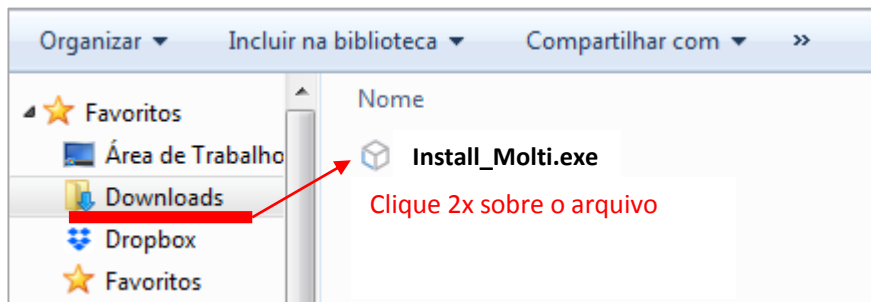 Organizar Incluir na biblioteca Compartilhar com »
Favoritos
Área de Trabalho
Downloads
Dropbox
Favoritos
Nome
Install_Molti.exe
Clique 2x sobre o arquivo